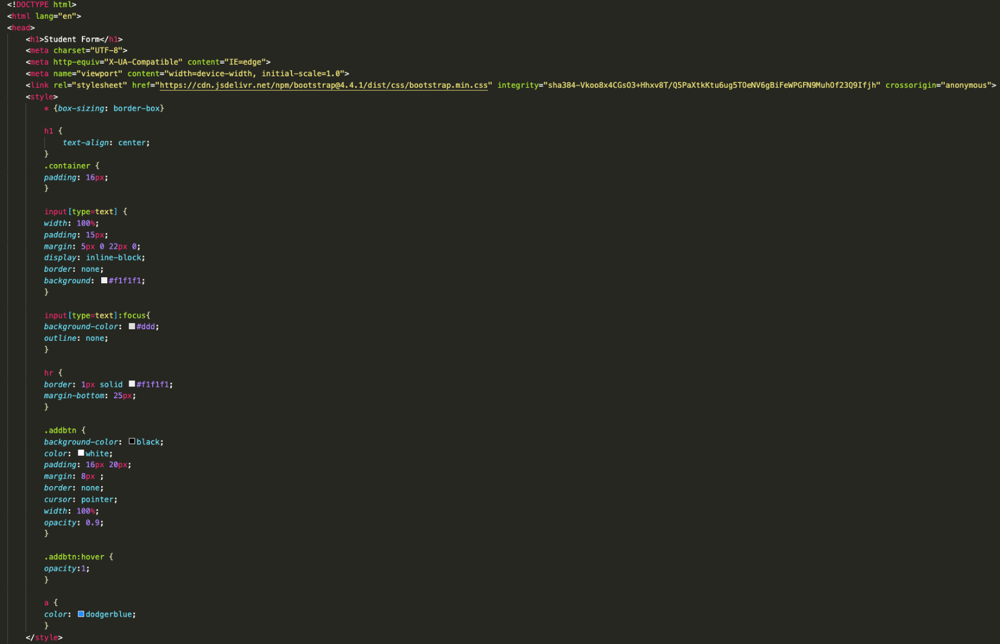 <!DOCTYPE html>
<html lang="en">
<head>
<h1>Student Form</h1>
<meta charset="UTF-8">
<meta http-equiv="X-UA-Compatible" content="IE=edge">
<meta name="viewport" content="width=device-width, initial-scale=1.0">
<link rel="stylesheet" href="https://cdn.jsdelivr.net/npm/bootstrap@4.4.1/dist/css/bootstrap.min.css" integrity="sha384-Vkoo8x4CGsO3+Hhxv8T/Q5PaXtkKtu6ug5TOeNV6gBiFeWPGFN9MuhOf23Q9Ifjh" crossorigin="anonymous">
<style>
* {box-sizing: border-box}
h1 {
text-align: center;
}
.container {
padding: 16px;
}
input[type=text] {
width: 100%;
padding: 15px;
margin: 5px 0 22px 0;
display: inline-block;
border: none;
background: #f1f1f1;
}
input[type=text]:focus{
background-color: #ddd;
outline: none;
}
hr {
border: 1px solid #f1f1f1;
margin-bottom: 25px;
}
.addbtn {
background-color: black;
color: white;
padding: 16px 20px;
margin: 8px ;
border: none;
cursor: pointer;
width: 100%;
opacity: 0.9;
}
.addbtn:hover {
opacity:1;
}
a {
color: dodgerblue;
}
</style>